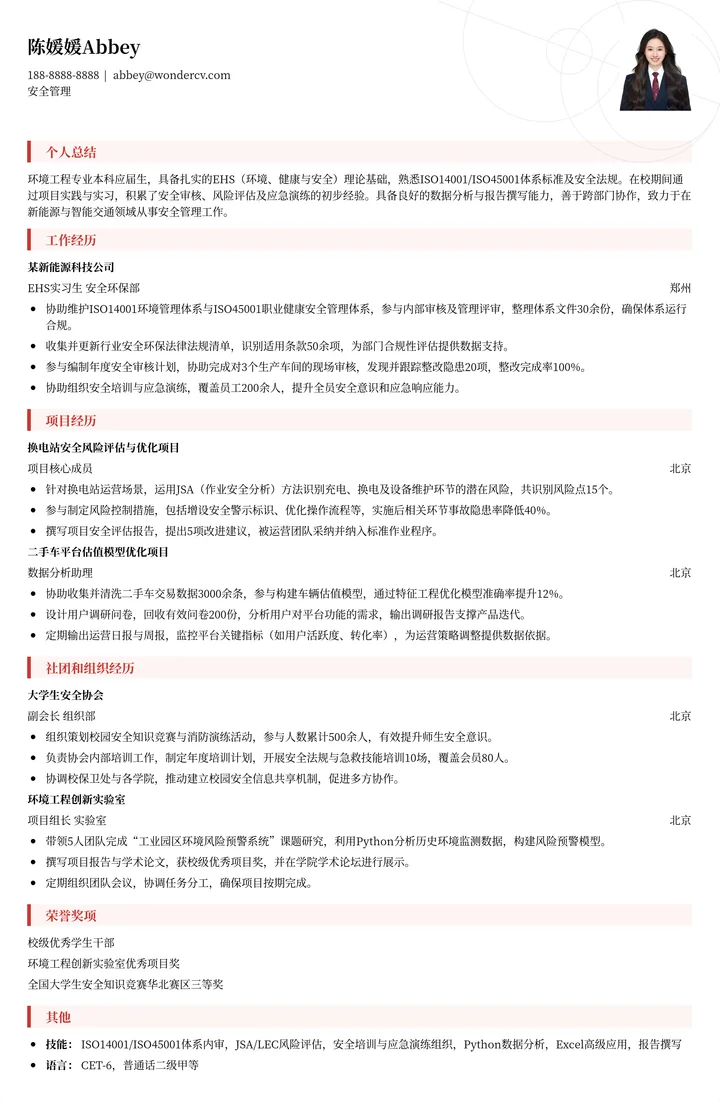 陈媛媛Abbey
188-8888-8888 | abbey@wondercv.com
安全管理
个人总结
环境工程专业本科应届生，具备扎实的EHS（环境、健康与安全）理论基础，熟悉ISO14001/ISO45001体系标准及安全法规。在校期间通
过项目实践与实习，积累了安全审核、风险评估及应急演练的初步经验。具备良好的数据分析与报告撰写能力，善于跨部门协作，致力于在
新能源与智能交通领域从事安全管理工作。
工作经历
某新能源科技公司
EHS实习生 安全环保部 郑州
• 协助维护ISO14001环境管理体系与ISO45001职业健康安全管理体系，参与内部审核及管理评审，整理体系文件30余份，确保体系运行
合规。
• 收集并更新行业安全环保法律法规清单，识别适用条款50余项，为部门合规性评估提供数据支持。
• 参与编制年度安全审核计划，协助完成对3个生产车间的现场审核，发现并跟踪整改隐患20项，整改完成率100%。
• 协助组织安全培训与应急演练，覆盖员工200余人，提升全员安全意识和应急响应能力。
项目经历
换电站安全风险评估与优化项目
项目核心成员 北京
• 针对换电站运营场景，运用JSA（作业安全分析）方法识别充电、换电及设备维护环节的潜在风险，共识别风险点15个。
• 参与制定风险控制措施，包括增设安全警示标识、优化操作流程等，实施后相关环节事故隐患率降低40%。
• 撰写项目安全评估报告，提出5项改进建议，被运营团队采纳并纳入标准作业程序。
二手车平台估值模型优化项目
数据分析助理 北京
• 协助收集并清洗二手车交易数据3000余条，参与构建车辆估值模型，通过特征工程优化模型准确率提升12%。
• 设计用户调研问卷，回收有效问卷200份，分析用户对平台功能的需求，输出调研报告支撑产品迭代。
• 定期输出运营日报与周报，监控平台关键指标（如用户活跃度、转化率），为运营策略调整提供数据依据。
社团和组织经历
大学生安全协会
副会长 组织部 北京
• 组织策划校园安全知识竞赛与消防演练活动，参与人数累计500余人，有效提升师生安全意识。
• 负责协会内部培训工作，制定年度培训计划，开展安全法规与急救技能培训10场，覆盖会员80人。
• 协调校保卫处与各学院，推动建立校园安全信息共享机制，促进多方协作。
环境工程创新实验室
项目组长 实验室 北京
• 带领5人团队完成“工业园区环境风险预警系统”课题研究，利用Python分析历史环境监测数据，构建风险预警模型。
• 撰写项目报告与学术论文，获校级优秀项目奖，并在学院学术论坛进行展示。
• 定期组织团队会议，协调任务分工，确保项目按期完成。
荣誉奖项
校级优秀学生干部
环境工程创新实验室优秀项目奖
全国大学生安全知识竞赛华北赛区三等奖
其他
• 技能： ISO14001/ISO45001体系内审，JSA/LEC风险评估，安全培训与应急演练组织，Python数据分析，Excel高级应用，报告撰写
• 语言： CET-6，普通话二级甲等